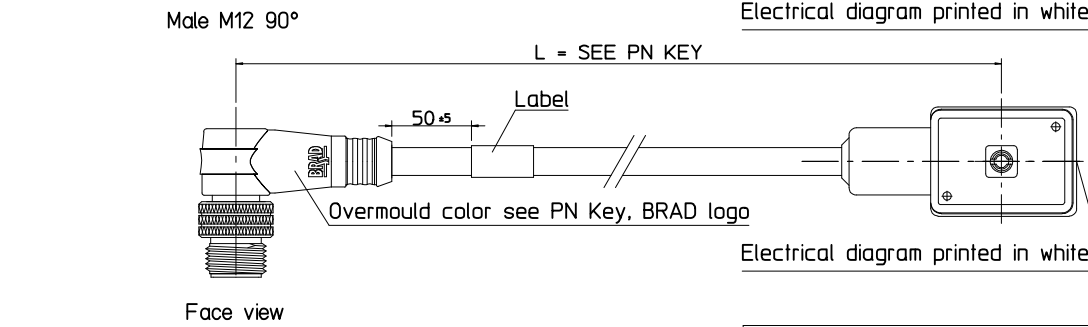 Electrical diagram printed in white
Male M12 90°
L = SEE PN KEY
Label
50 ±5
BRAD
Overmould color see PN Key, BRAD logo
Electrical diagram printed in white
Face view